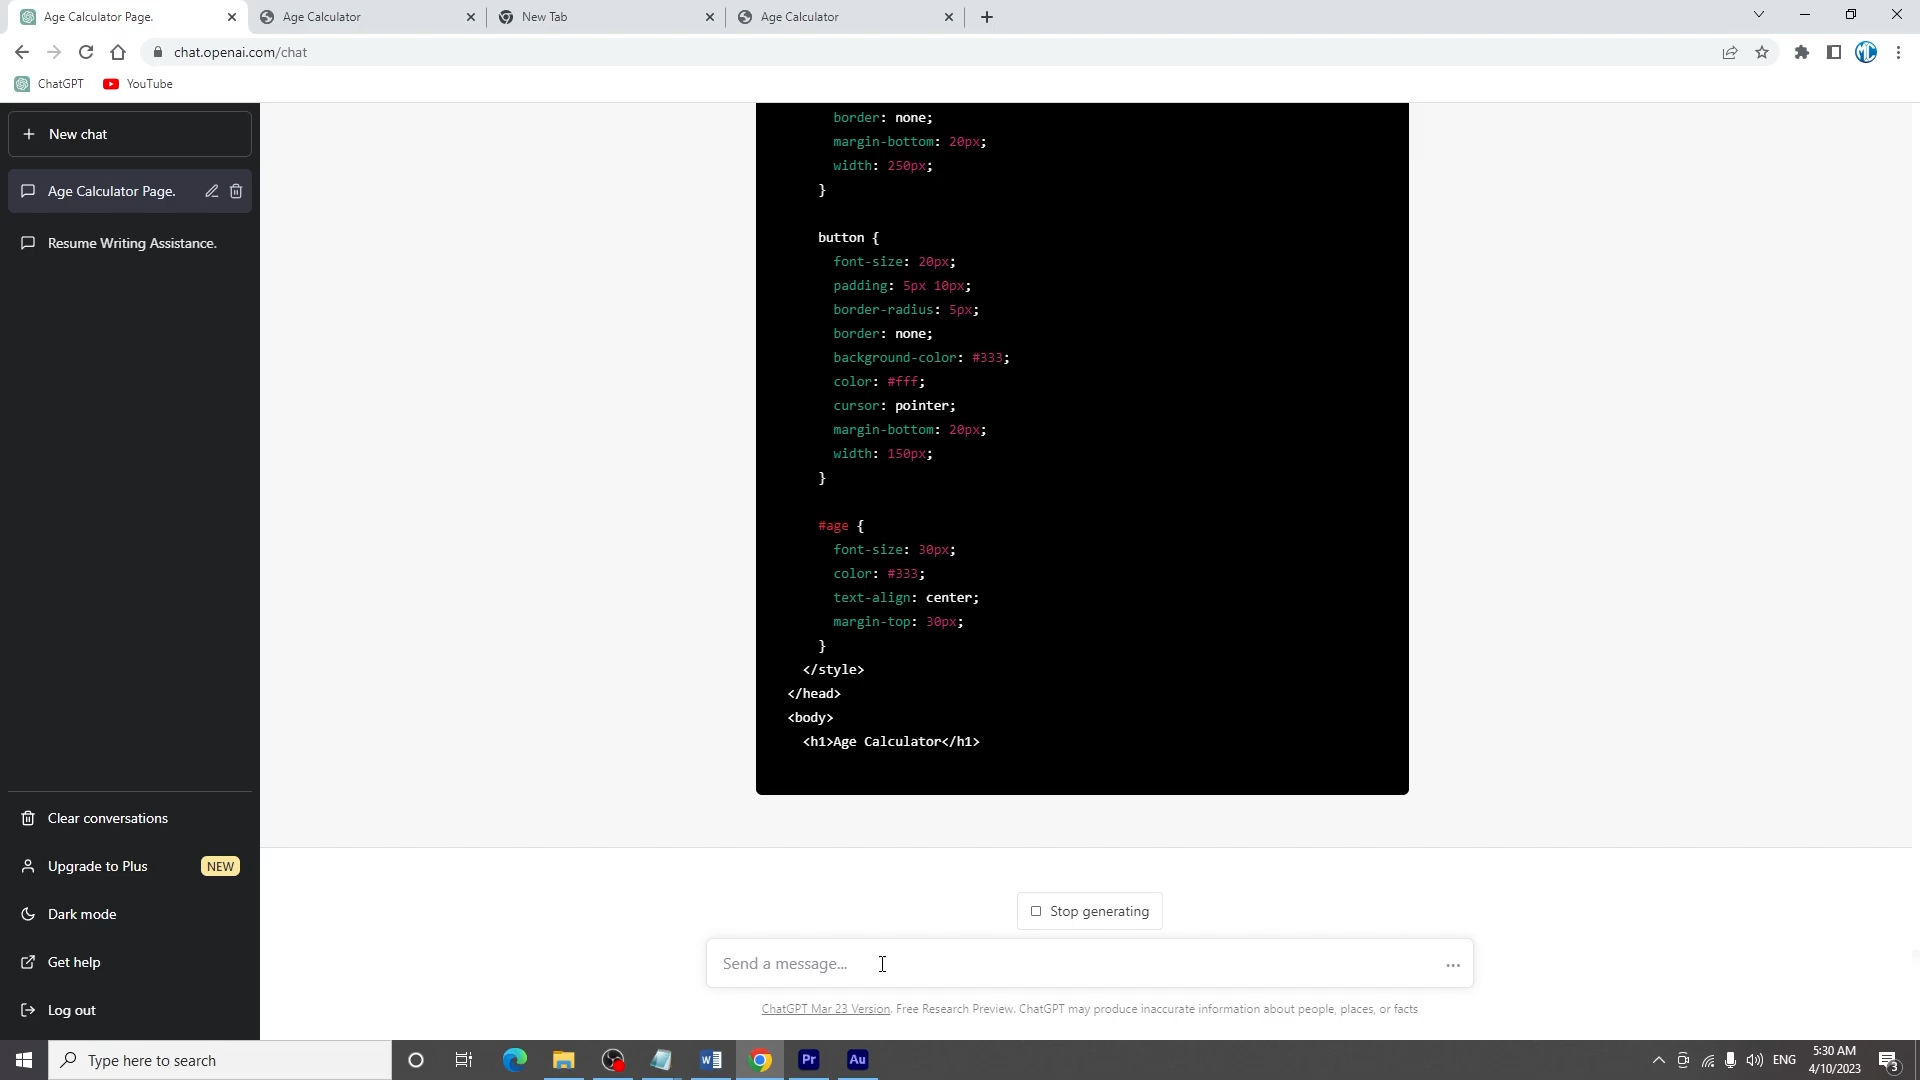 Age Calculator Page.
Age Calculator
New Tab
Age Calculator
chat.openai.com/chat
MC
ChatGPT
YouTube
New chat
Age Calculator Page.
Resume Writing Assistance.
border: none;
margin-bottom: 20px;
width: 250px;
}
button {
font-size: 20px;
padding: 5px 10px;
border-radius: 5px;
border: none;
background-color: #333;
color: #fff;
cursor: pointer;
margin-bottom: 20px;
width: 150px;
}
#age {
font-size: 30px;
color: #333;
text-align: center;
margin-top: 30px;
}
</style>
</head>
<body>
<h1>Age Calculator</h1>
Clear conversations
Upgrade to Plus NEW
Dark mode
Get help
Log out
Stop generating
Send a message...
ChatGPT Mar 23 Version. Free Research Preview. ChatGPT may produce inaccurate information about people, places, or facts
Type here to search
Pr
Au
ENG
5:30 AM
4/10/2023
3